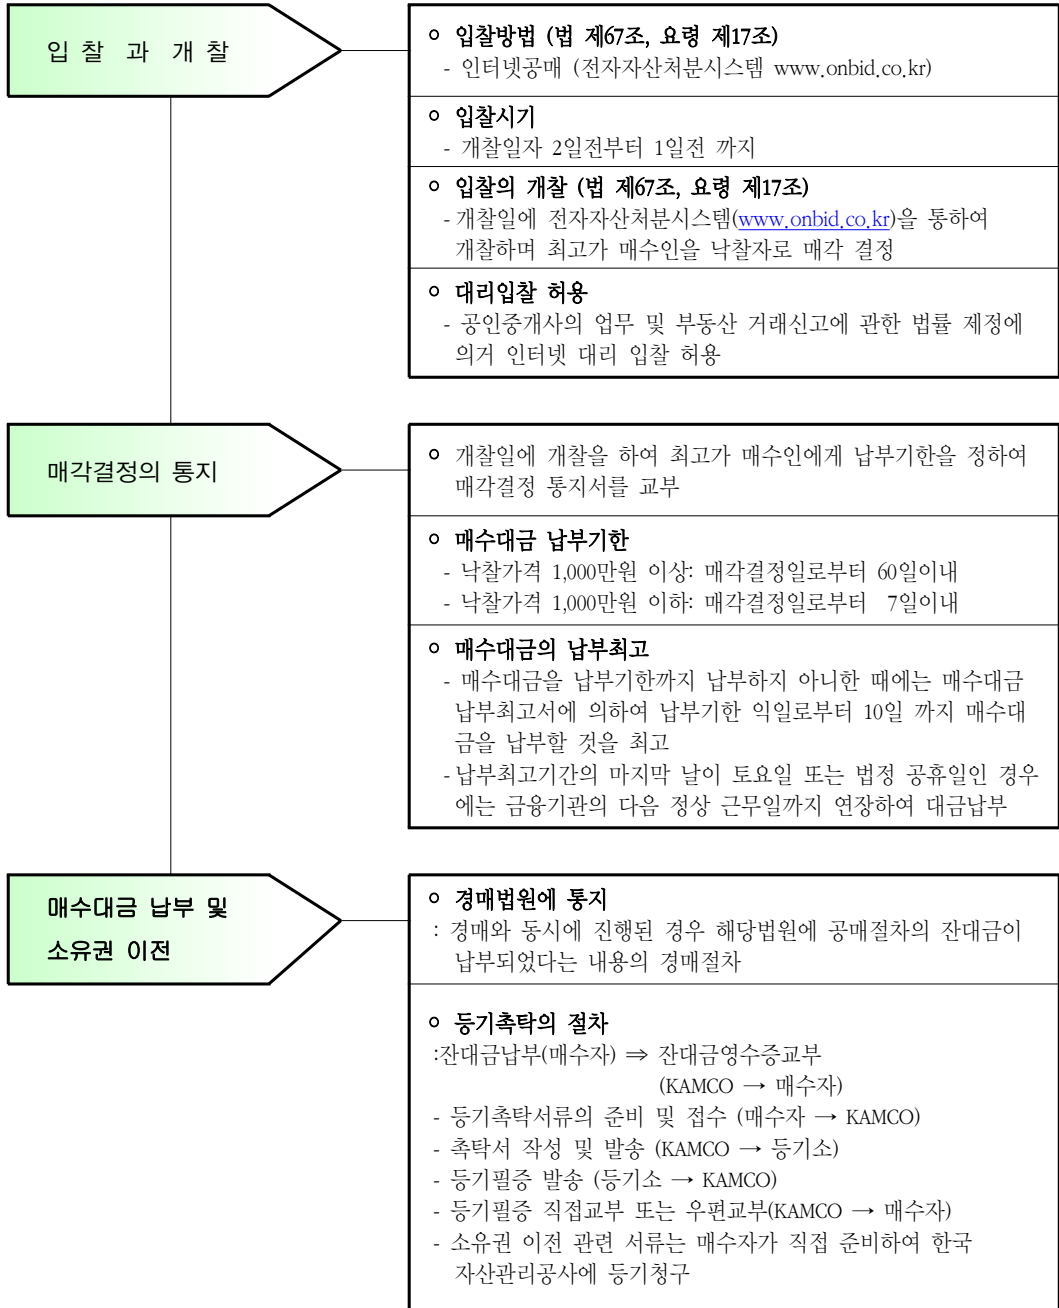 입 찰 과 개 찰
ㅇ 입찰방법 (법 제67조, 요령 제17조)
- 인터넷공매 (전자자산처분시스템 www.onbid.co.kr)
ㅇ 입찰시기
- 개찰일자 2일전부터 1일전 까지
ㅇ 입찰의 개찰 (법 제67조, 요령 제17조)
- 개찰일에 전자자산처분시스템(www.onbid.co.kr)을 통하여
개찰하며 최고가 매수인을 낙찰자로 매각 결정
ㅇ 대리입찰 허용
- 공인중개사의 업무 및 부동산 거래신고에 관한 법률 제정에
의거 인터넷 대리 입찰 허용
매각결정의 통지
ㅇ 개찰일에 개찰을 하여 최고가 매수인에게 납부기한을 정하여
매각결정 통지서를 교부
ㅇ 매수대금 납부기한
- 낙찰가격 1,000만원 이상: 매각결정일로부터 60일이내
- 낙찰가격 1,000만원 이하: 매각결정일로부터 7일이내
ㅇ 매수대금의 납부최고
- 매수대금을 납부기한까지 납부하지 아니한 때에는 매수대금
납부최고서에 의하여 납부기한 익일로부터 10일 까지 매수대
금을 납부할 것을 최고
- 납부최고기간의 마지막 날이 토요일 또는 법정 공휴일인 경우
에는 금융기관의 다음 정상 근무일까지 연장하여 대금납부
매수대금 납부 및
소유권 이전
ㅇ 경매법원에 통지
: 경매와 동시에 진행된 경우 해당법원에 공매절차의 잔대금이
납부되었다는 내용의 경매절차
ㅇ 등기촉탁의 절차
:잔대금납부(매수자) ⇒ 잔대금영수증교부
(KAMCO → 매수자)
- 등기촉탁서류의 준비 및 접수 (매수자 → KAMCO)
- 촉탁서 작성 및 발송 (KAMCO → 등기소)
- 등기필증 발송 (등기소 → KAMCO)
- 등기필증 직접교부 또는 우편교부(KAMCO → 매수자)
- 소유권 이전 관련 서류는 매수자가 직접 준비하여 한국
자산관리공사에 등기청구